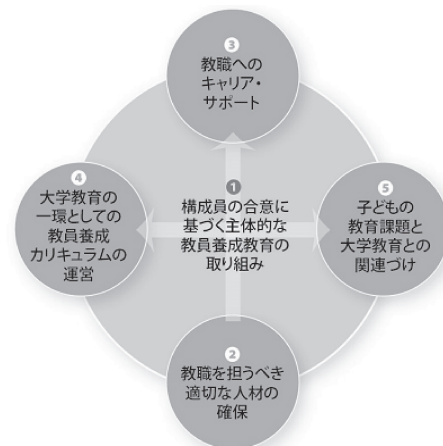 ❸
教職への
キャリア・
サポート
❶
構成員の合意に
基づく主体的な
教員養成教育の
取り組み
❹
大学教育の
一環としての
教員養成
カリキュラムの
運営
❺
子どもの
教育課題と
大学教育との
関連づけ
❷
教職を担うべき
適切な人材の
確保